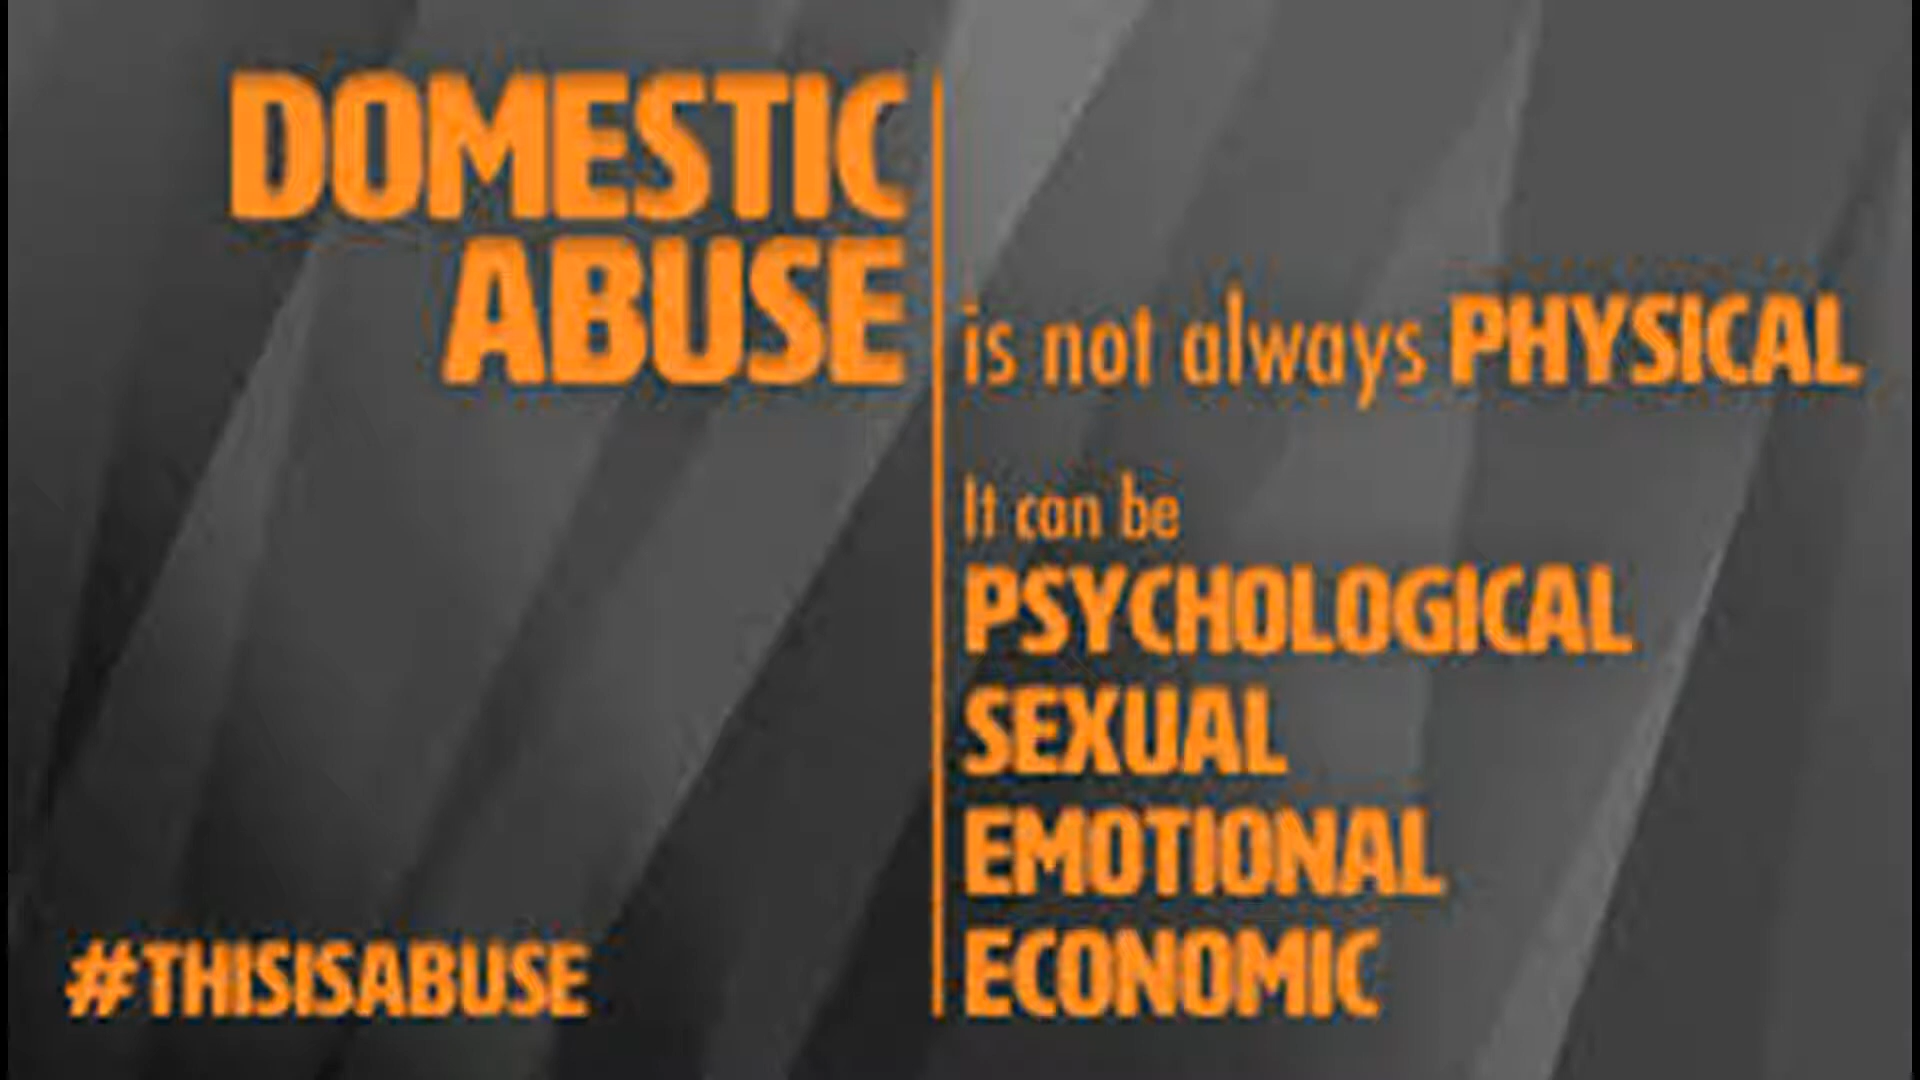 DOMESTIC
ABUSE
is not always PHYSICAL
It can be
PSYCHOLOGICAL
SEXUAL
EMOTIONAL
ECONOMIC
#THISISABUSE